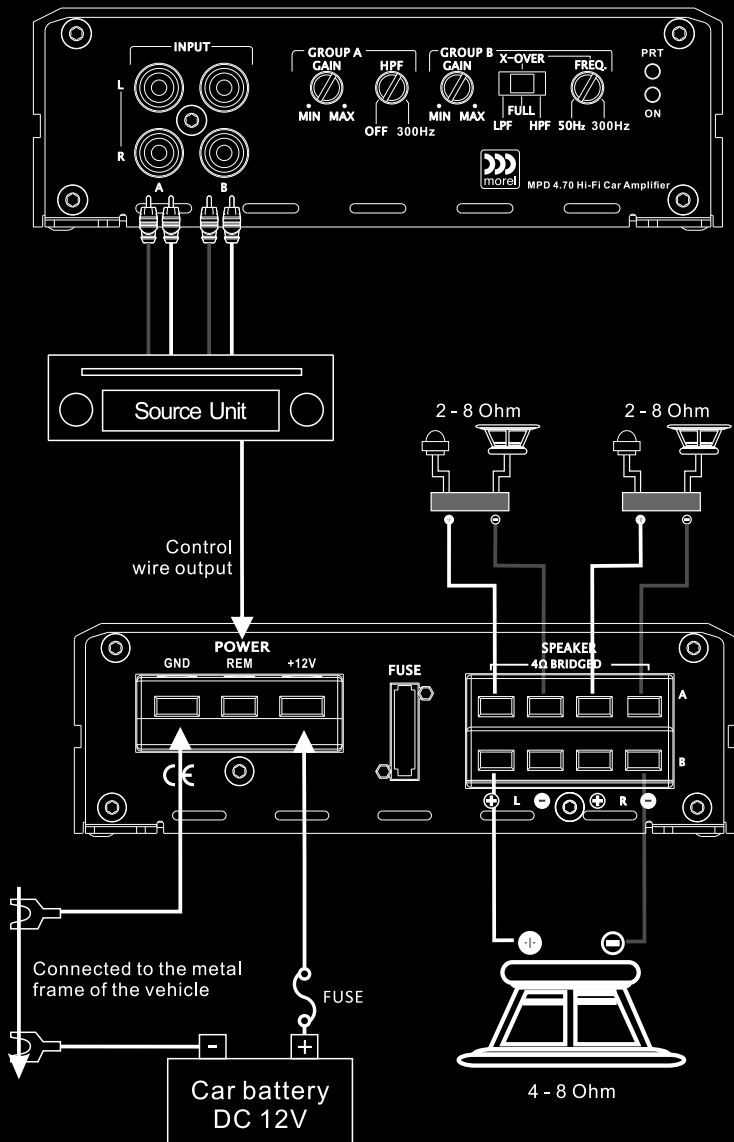 INPUT
L
R
A B
GROUP A
GAIN HPF
MIN MAX
OFF 300Hz
GROUP B
GAIN X-OVER FREQ.
MIN MAX
FULL
LPF HPF 50Hz 300Hz
PRT
ON
morel
MPD 4.70 Hi-Fi Car Amplifier
Source Unit
2 - 8 Ohm
2 - 8 Ohm
Control
wire output
POWER
GND REM +12V
FUSE
SPEAKER
4Ω BRIDGED
A
B
CE
+ L - + R -
Connected to the metal
frame of the vehicle
FUSE
- +
Car battery
DC 12V
4 - 8 Ohm